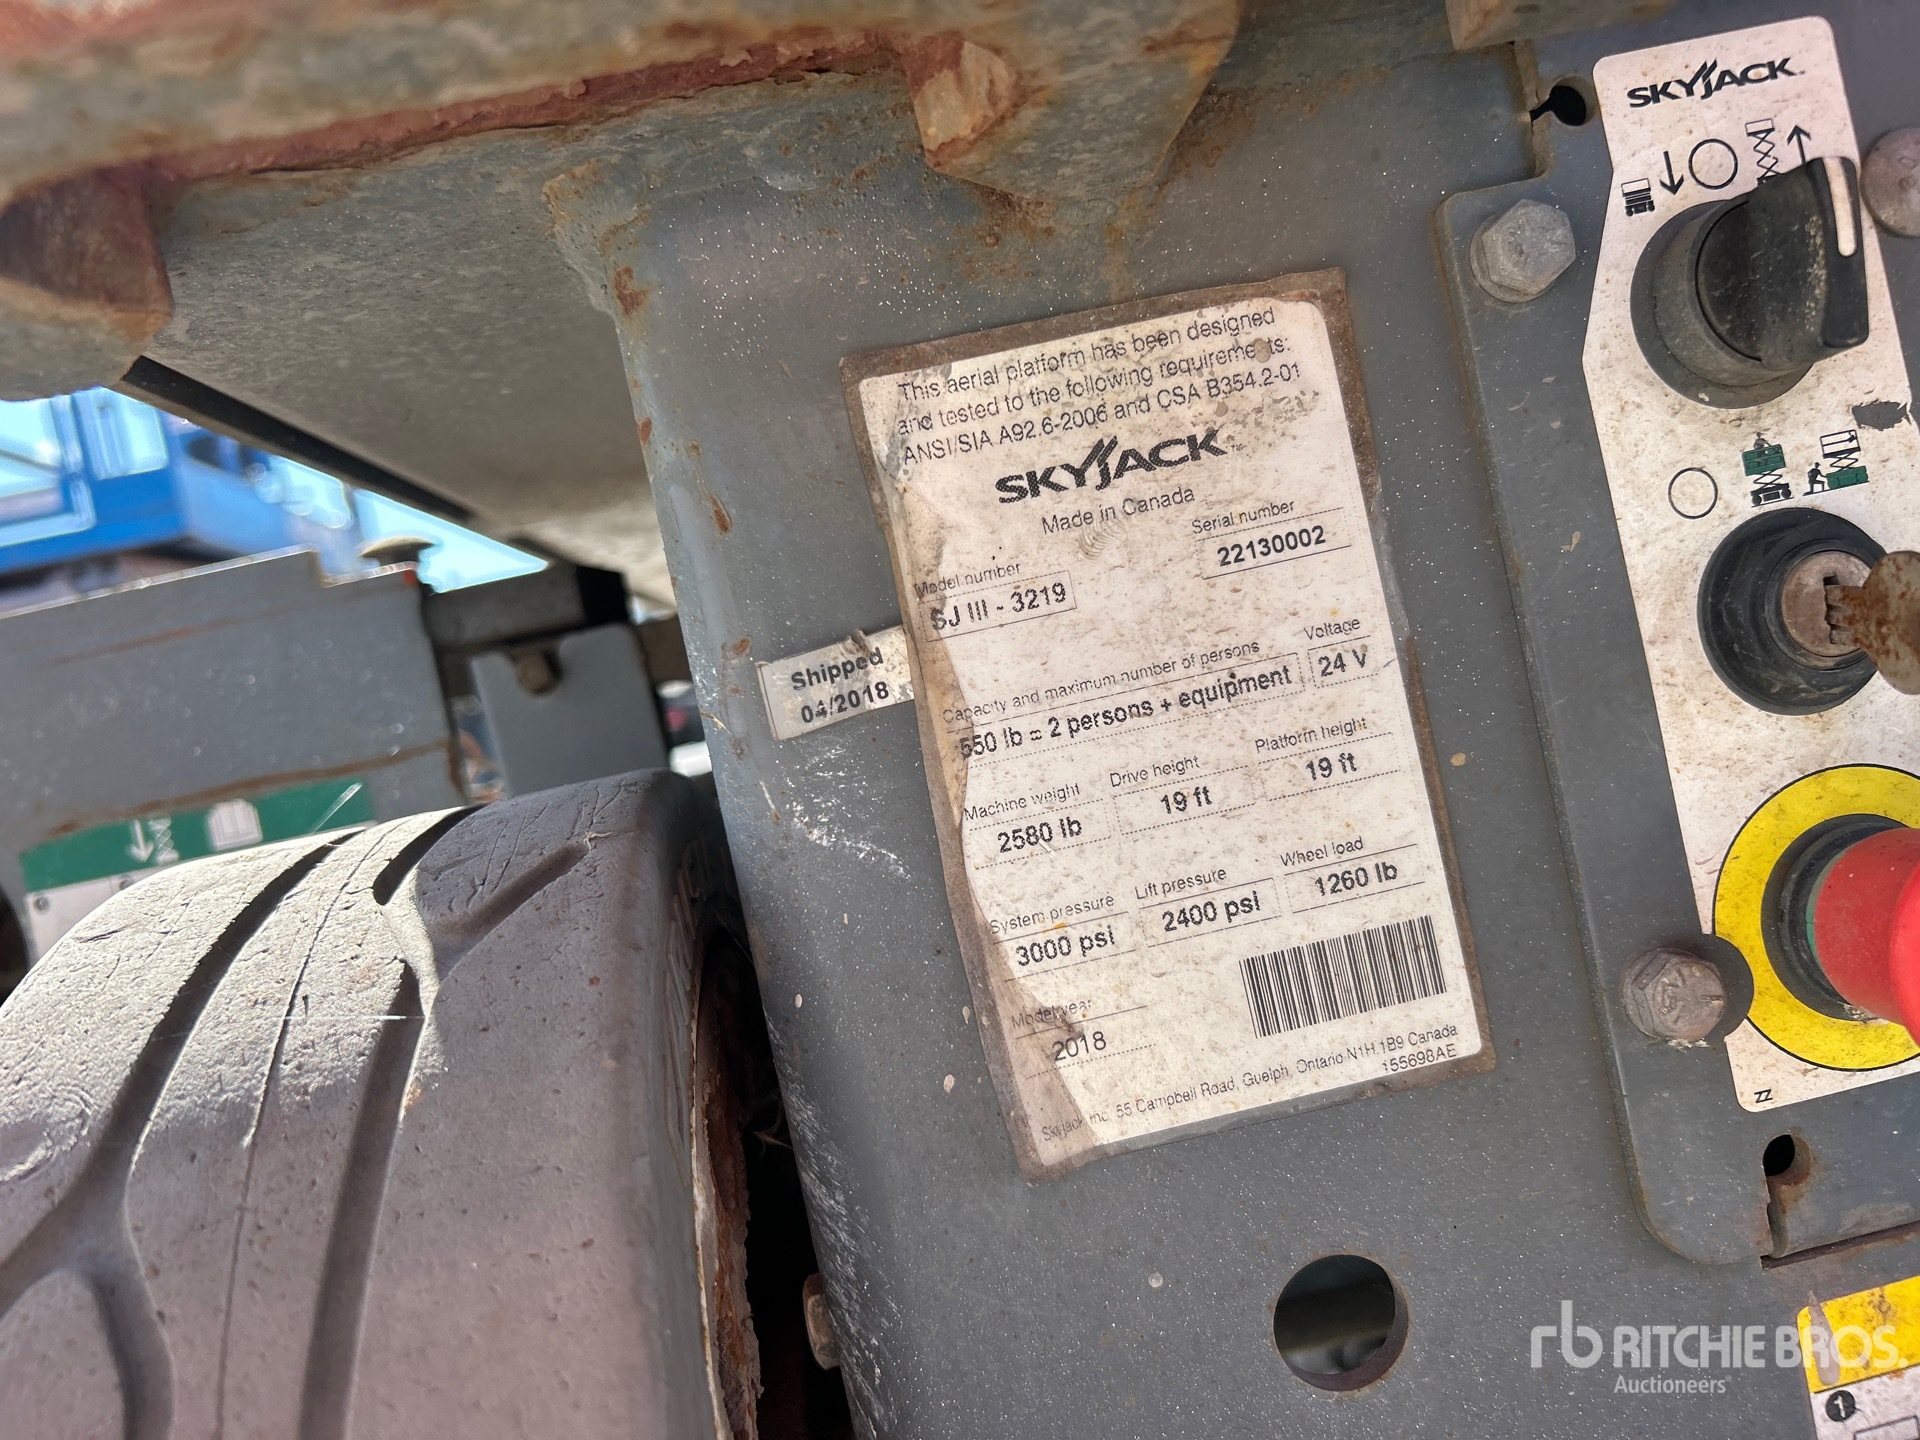 SKYJACK
This aerial platform has been designed
and tested to the following requirements:
ANSI/SIA A92.6-2006 and CSA B354.2-01
SKYJACK™
Made in Canada
Model number
SJ III - 3219
Serial number
22130002
Shipped
04/2018
Capacity and maximum number of persons
550 lb = 2 persons + equipment
Voltage
24 V
Machine weight
2580 lb
Drive height
19 ft
Platform height
19 ft
System pressure
3000 psi
Lift pressure
2400 psi
Wheel load
1260 lb
Model year
2018
Skyjack Inc. 55 Campbell Road, Guelph, Ontario N1H 1B9 Canada
155698AE
ZZ
1
rb RITCHIE BROS.
Auctioneers